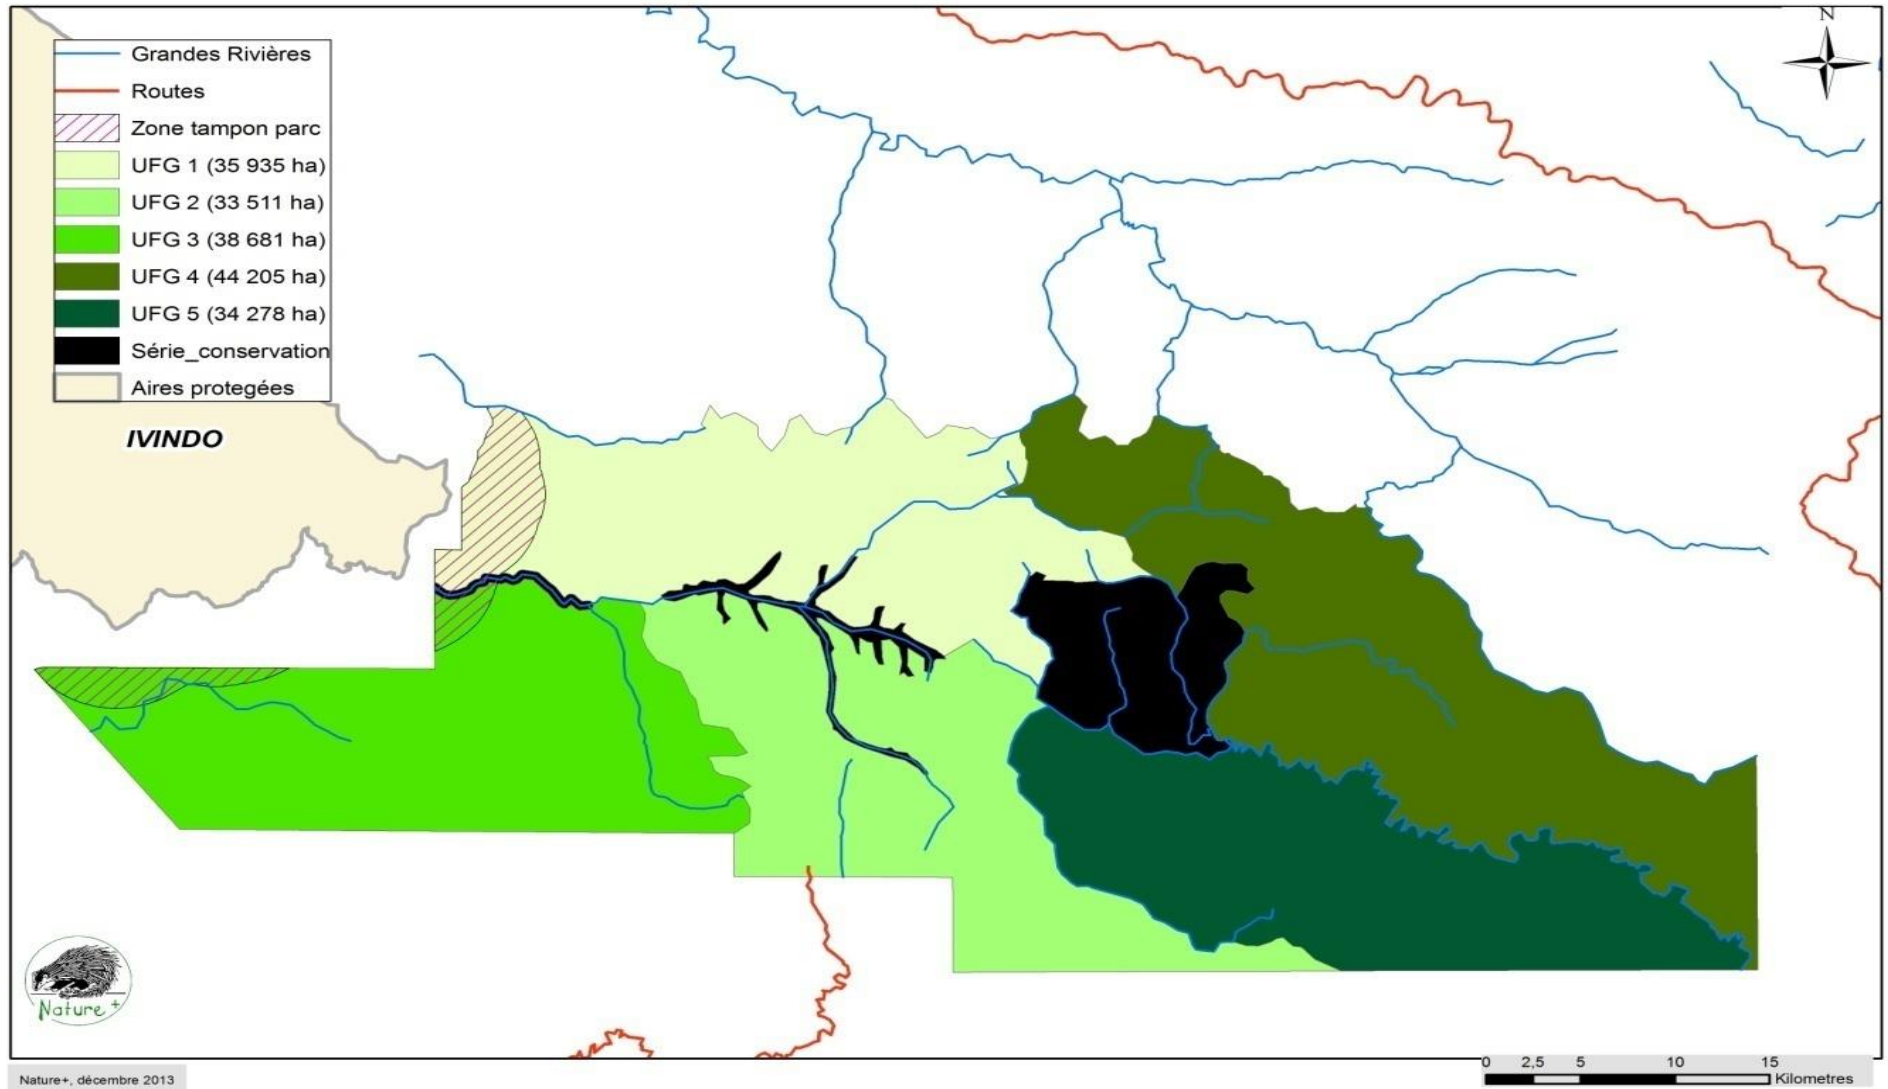 N
Grandes Rivières
Routes
Zone tampon parc
UFG 1 (35 935 ha)
UFG 2 (33 511 ha)
UFG 3 (38 681 ha)
UFG 4 (44 205 ha)
UFG 5 (34 278 ha)
Série_conservation
Aires protegées
IVINDO
Nature +
Nature+, décembre 2013
0 2,5 5 10 15
Kilometres